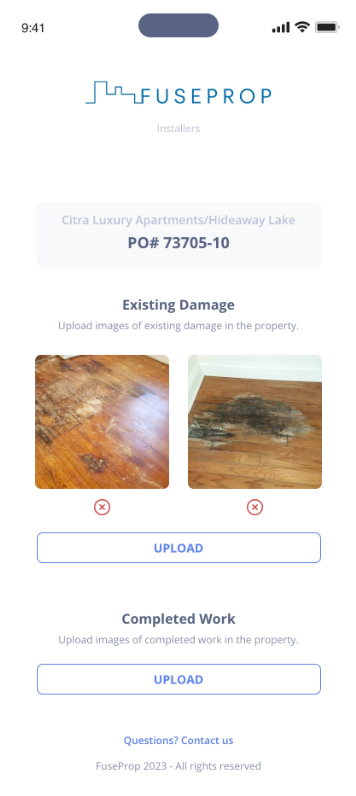 9:41
FUSEPROP
Installers
Citra Luxury Apartments/Hideaway Lake
PO# 73705-10
Existing Damage
Upload images of existing damage in the property.
UPLOAD
Completed Work
Upload images of completed work in the property.
UPLOAD
Questions? Contact us
FuseProp 2023 - All rights reserved